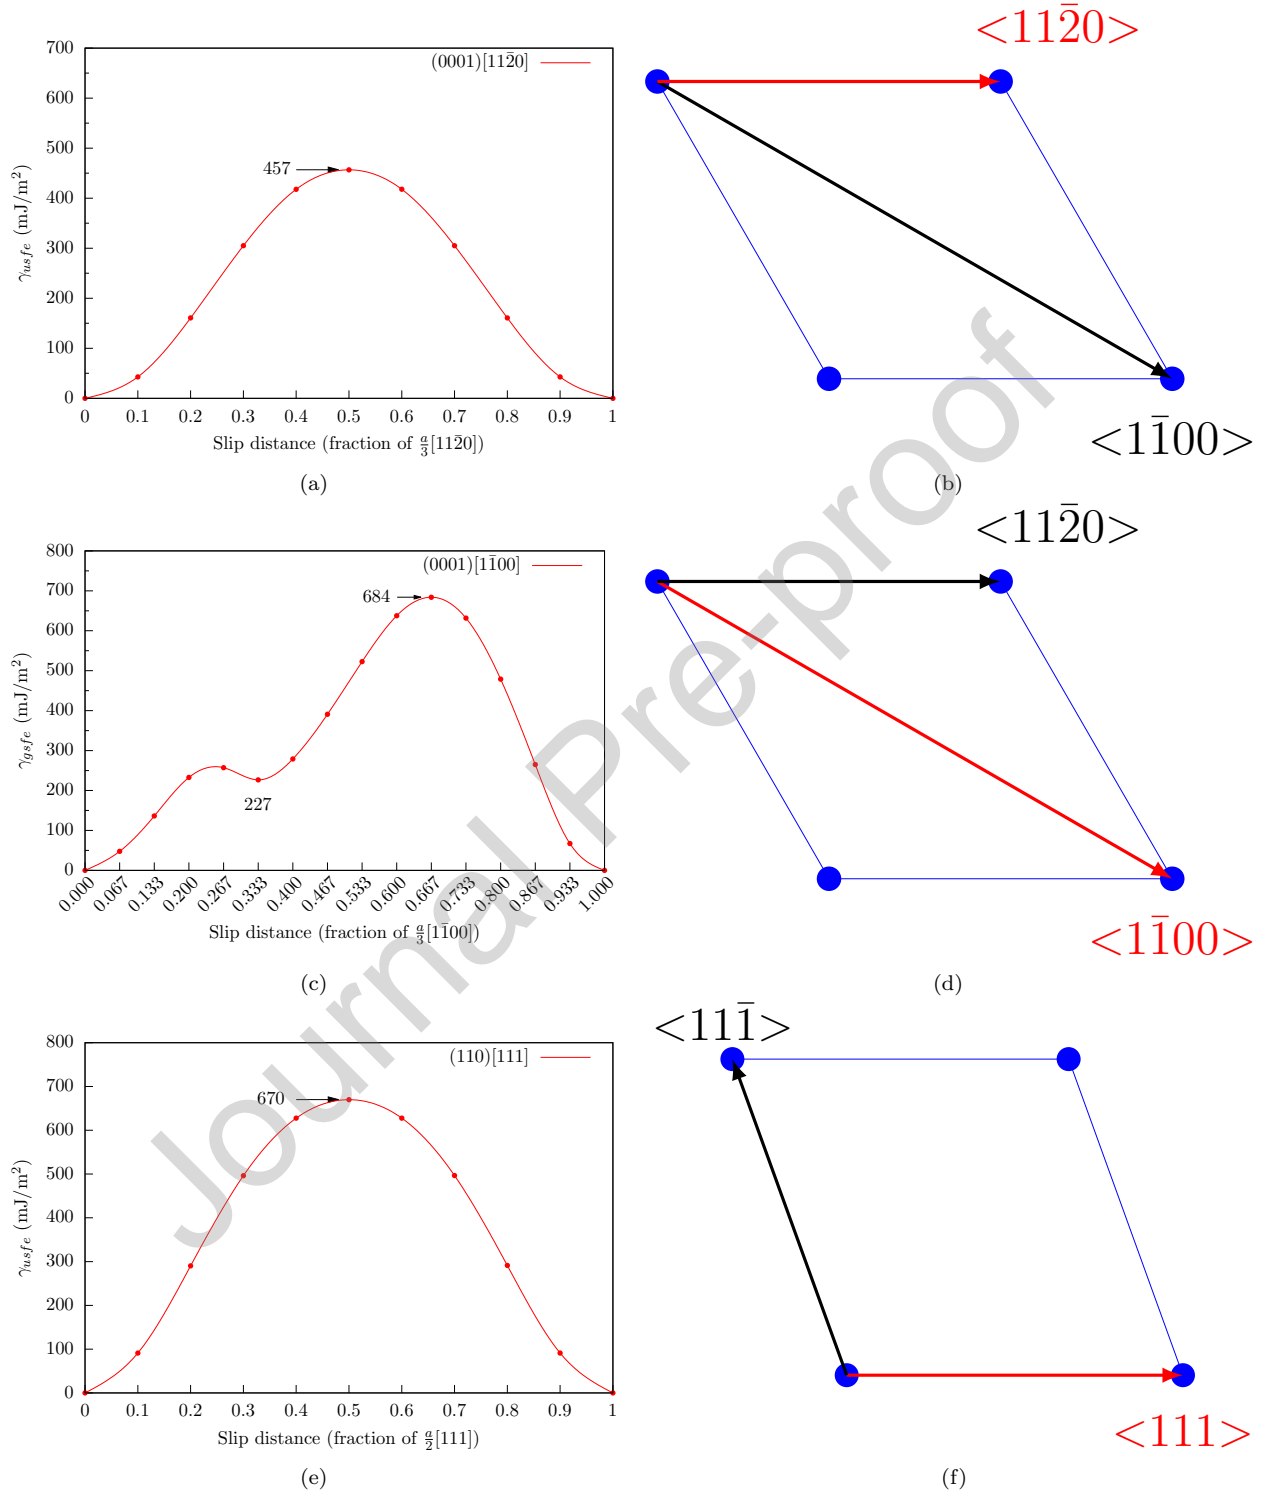 <112̄0>
700
(0001)[112̄0]
600
500
457
400
300
200
100
0
γusfe (mJ/m²)
0 0.1 0.2 0.3 0.4 0.5 0.6 0.7 0.8 0.9 1
Slip distance (fraction of a/3[112̄0])
<11̄00>
(a)
(b)
<112̄0>
800
(0001)[11̄00]
700
684
600
500
400
300
200
227
100
0
γgsfe (mJ/m²)
0.000 0.067 0.133 0.200 0.267 0.333 0.400 0.467 0.533 0.600 0.667 0.733 0.800 0.867 0.933 1.000
Slip distance (fraction of a/3[11̄00])
<11̄00>
(c)
(d)
<111̄>
800
(110)[111]
700
670
600
500
400
300
200
100
0
γusfe (mJ/m²)
0 0.1 0.2 0.3 0.4 0.5 0.6 0.7 0.8 0.9 1
Slip distance (fraction of a/2[111])
<111>
(e)
(f)
Journal Pre-proof